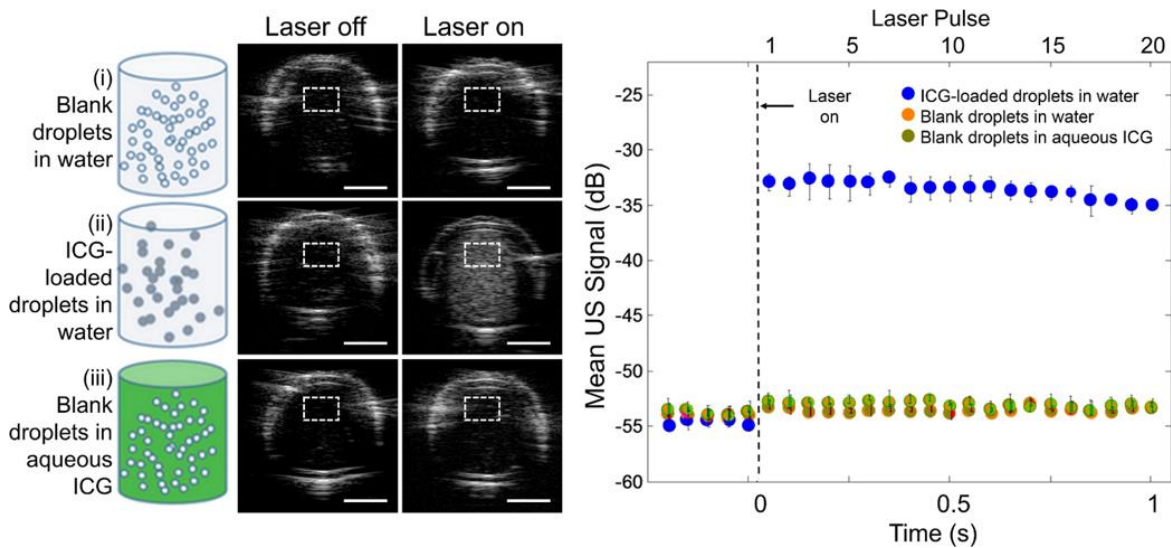 Laser off
Laser on
(i)
Blank
droplets
in water
(ii)
ICG-
loaded
droplets in
water
(iii)
Blank
droplets in
aqueous
ICG
Laser Pulse
1 5 10 15 20
Mean US Signal (dB)
-25
-30
-35
-40
-45
-50
-55
-60
Laser
on
ICG-loaded droplets in water
Blank droplets in water
Blank droplets in aqueous ICG
0 0.5 1
Time (s)